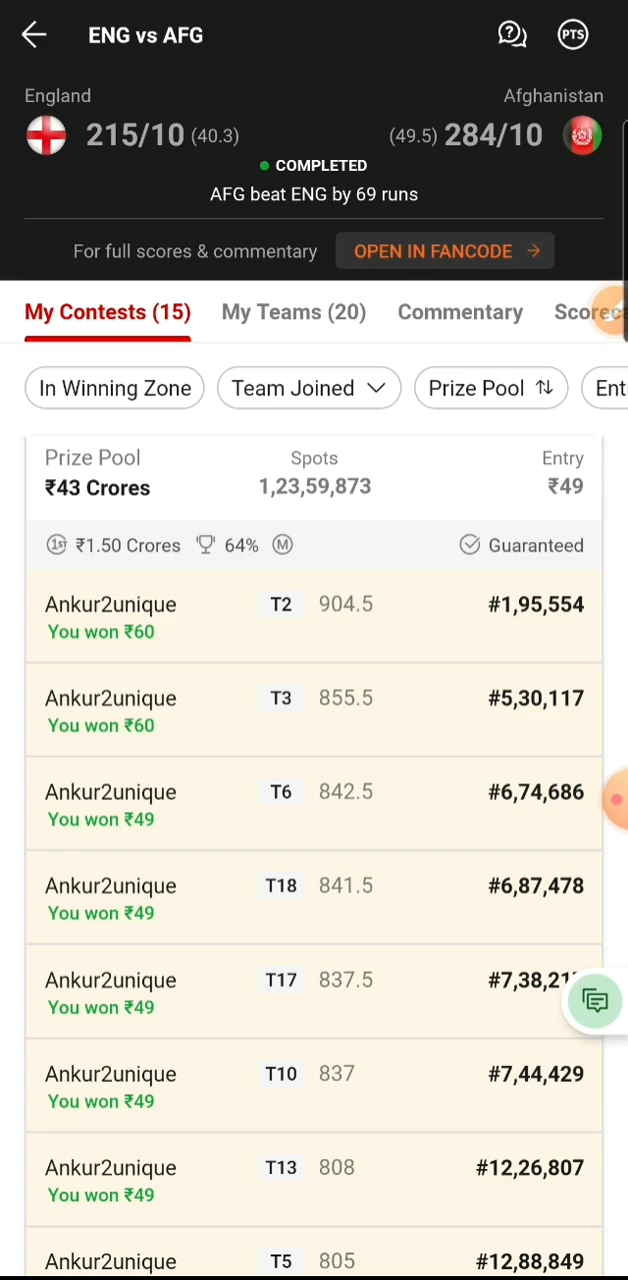 ENG vs AFG
PTS
England
Afghanistan
215/10 (40.3)
(49.5) 284/10
COMPLETED
AFG beat ENG by 69 runs
For full scores & commentary
OPEN IN FANCODE
My Contests (15)
My Teams (20)
Commentary
In Winning Zone
Team Joined
Prize Pool
Prize Pool
Spots
Entry
₹43 Crores
1,23,59,873
₹49
1ST ₹1.50 Crores
64%
M
Guaranteed
Ankur2unique T2 904.5 #1,95,554
You won ₹60
Ankur2unique T3 855.5 #5,30,117
You won ₹60
Ankur2unique T6 842.5 #6,74,686
You won ₹49
Ankur2unique T18 841.5 #6,87,478
You won ₹49
Ankur2unique T17 837.5
You won ₹49
Ankur2unique T10 837 #7,44,429
You won ₹49
Ankur2unique T13 808 #12,26,807
You won ₹49
Ankur2unique T5 805 #12,88,849